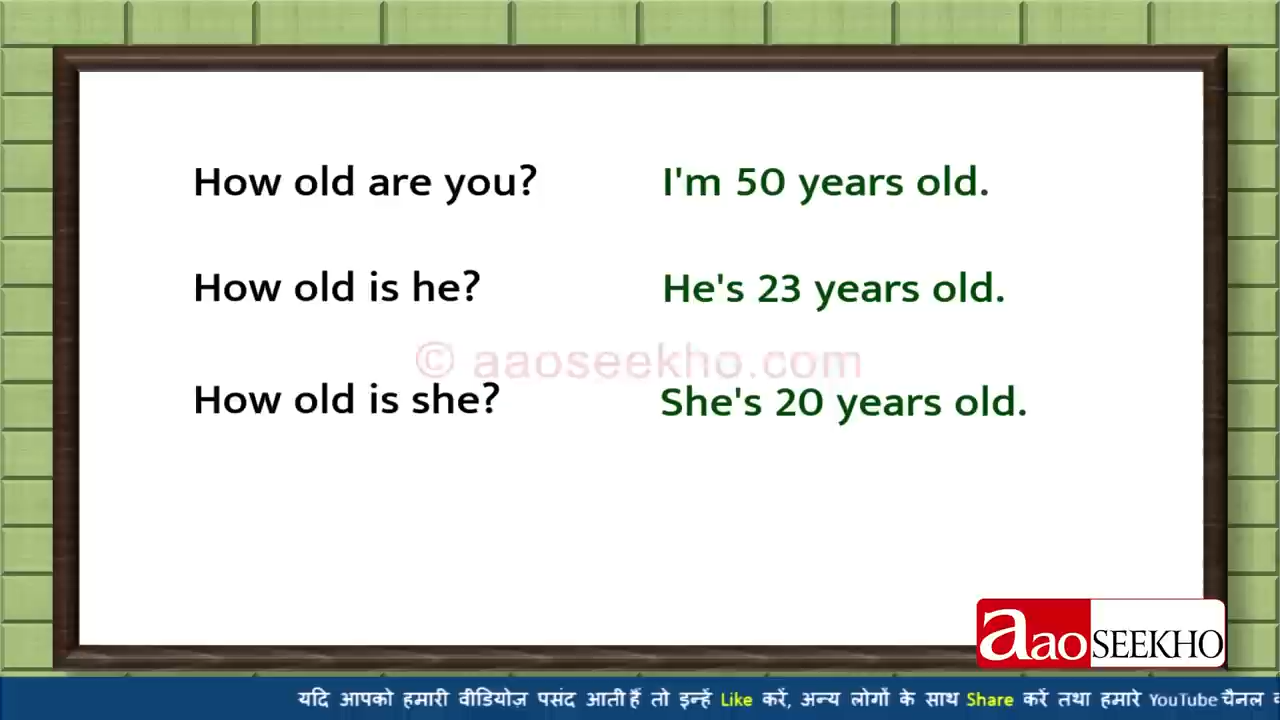 How old are you? I'm 50 years old.
How old is he? He's 23 years old.
© aaoseekho.com
How old is she? She's 20 years old.
aaoSEEKHO
यदि आपको हमारी वीडियोज़ पसंद आती हैं तो इन्हें Like करें, अन्य लोगों के साथ Share करें तथा हमारे YouTube चैनल